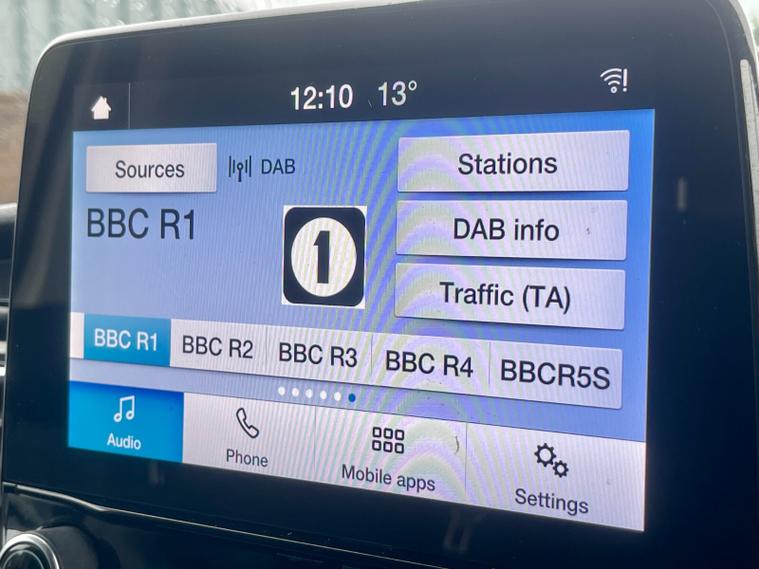 12:10 13°
Sources
DAB
Stations
BBC R1
1
DAB info
Traffic (TA)
BBC R1 BBC R2 BBC R3 BBC R4 BBCR5S
Audio
Phone
Mobile apps
Settings